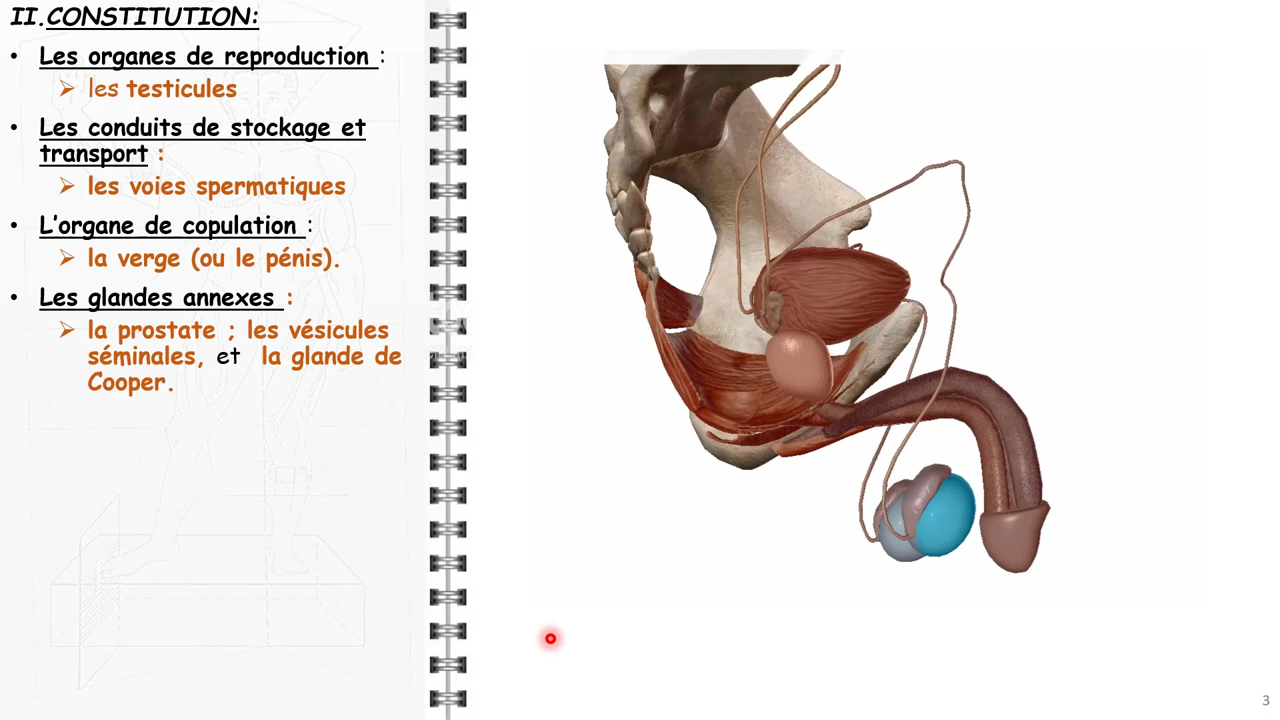 II. CONSTITUTION:
• Les organes de reproduction :
➢ les testicules
• Les conduits de stockage et
transport :
➢ les voies spermatiques
• L'organe de copulation :
➢ la verge (ou le pénis).
• Les glandes annexes :
➢ la prostate ; les vésicules
séminales, et la glande de
Cooper.
3